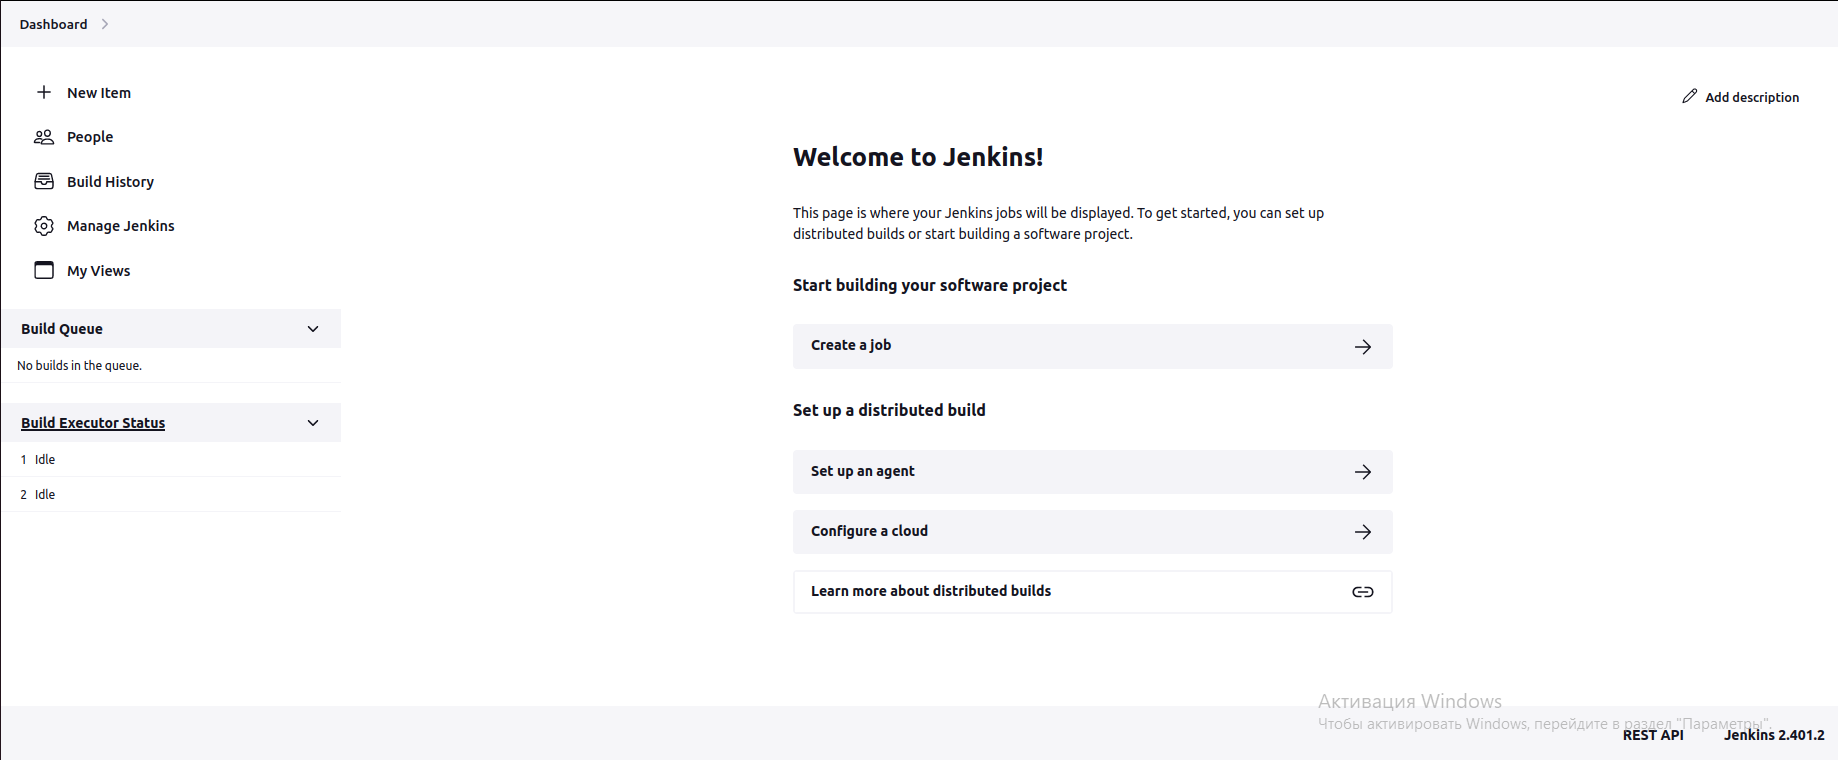 Dashboard
New Item
People
Build History
Manage Jenkins
My Views
Build Queue
No builds in the queue.
Build Executor Status
1 Idle
2 Idle
Add description
Welcome to Jenkins!
This page is where your Jenkins jobs will be displayed. To get started, you can set up
distributed builds or start building a software project.
Start building your software project
Create a job
Set up a distributed build
Set up an agent
Configure a cloud
Learn more about distributed builds
Активация Windows
Чтобы активировать Windows, перейдите в раздел "Параметры".
REST API
Jenkins 2.401.2